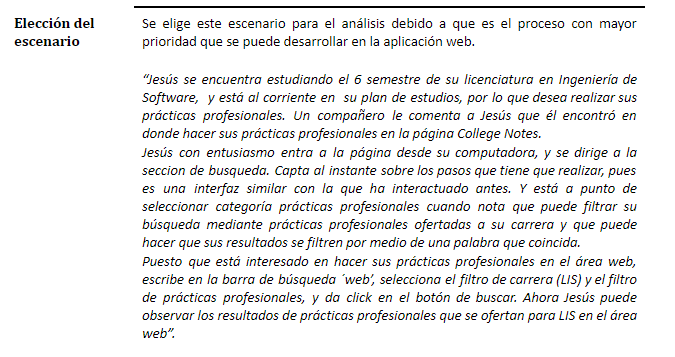 Elección del
escenario
Se elige este escenario para el análisis debido a que es el proceso con mayor
prioridad que se puede desarrollar en la aplicación web.
“Jesús se encuentra estudiando el 6 semestre de su licenciatura en Ingeniería de
Software, y está al corriente en su plan de estudios, por lo que desea realizar sus
prácticas profesionales. Un compañero le comenta a Jesús que él encontró en
donde hacer sus prácticas profesionales en la página College Notes.
Jesús con entusiasmo entra a la página desde su computadora, y se dirige a la
seccion de busqueda. Capta al instante sobre los pasos que tiene que realizar, pues
es una interfaz similar con la que ha interactuado antes. Y está a punto de
seleccionar categoría prácticas profesionales cuando nota que puede filtrar su
búsqueda mediante prácticas profesionales ofertadas a su carrera y que puede
hacer que sus resultados se filtren por medio de una palabra que coincida.
Puesto que está interesado en hacer sus prácticas profesionales en el área web,
escribe en la barra de búsqueda ´web’, selecciona el filtro de carrera (LIS) y el filtro
de prácticas profesionales, y da click en el botón de buscar. Ahora Jesús puede
observar los resultados de prácticas profesionales que se ofertan para LIS en el área
web”.